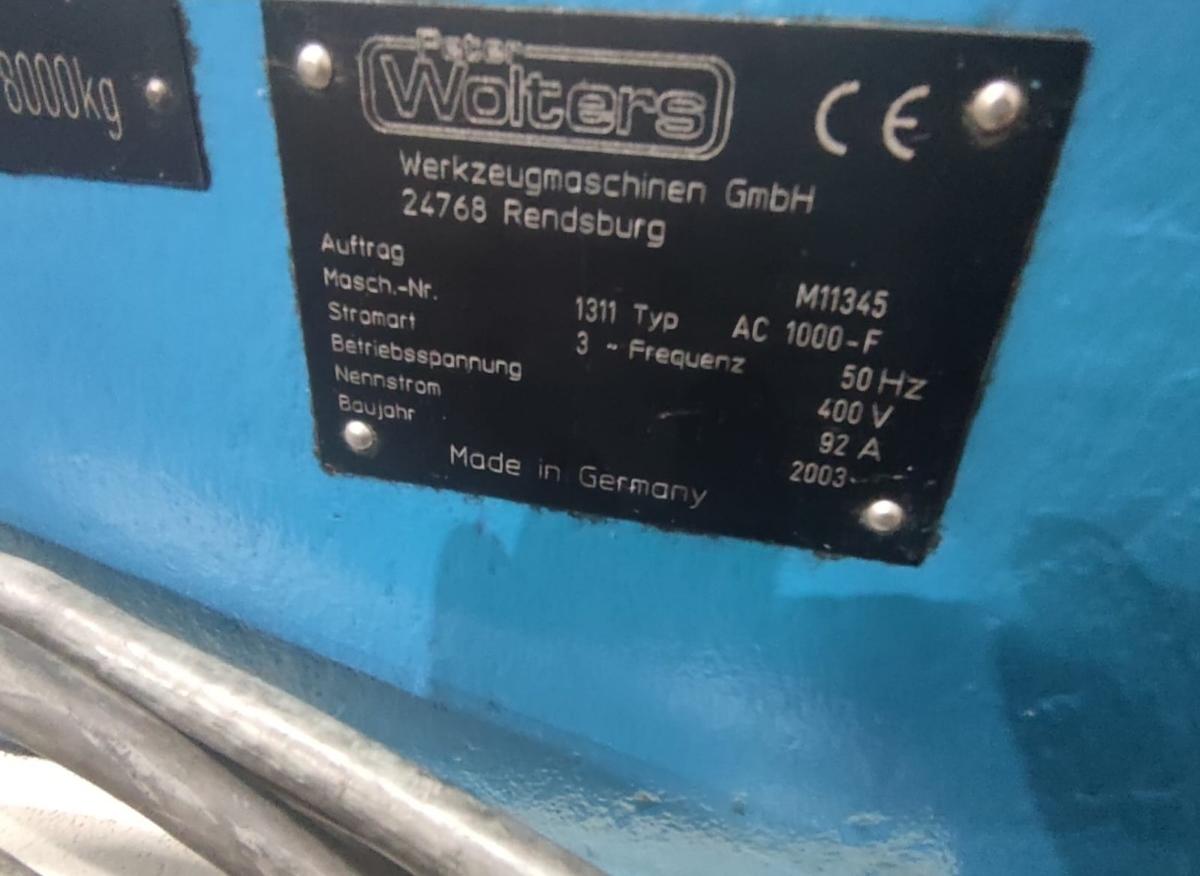 8000kg
Peter
Wolters
CE
Werkzeugmaschinen GmbH
24768 Rendsburg
Auftrag M11345
Masch.-Nr. 1311 Typ AC 1000-F
Stromart 3 ~ Frequenz 50 Hz
Betriebsspannung 400 V
Nennstrom 92 A
Baujahr 2003
Made in Germany